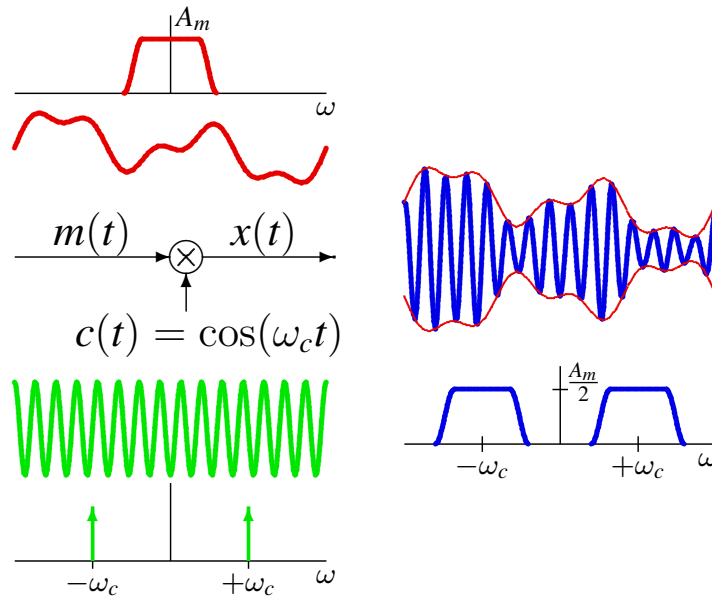 A_m
ω
m(t) x(t)
×
c(t) = cos(ω_c t)
−ω_c +ω_c ω
A_m/2
−ω_c +ω_c ω